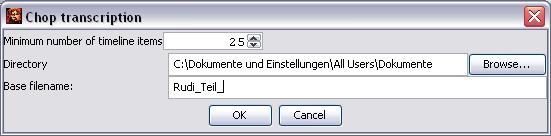 Chop transcription
Minimum number of timeline items 25
Directory C:\Dokumente und Einstellungen\All Users\Dokumente Browse...
Base filename: Rudi_Teil_
OK Cancel